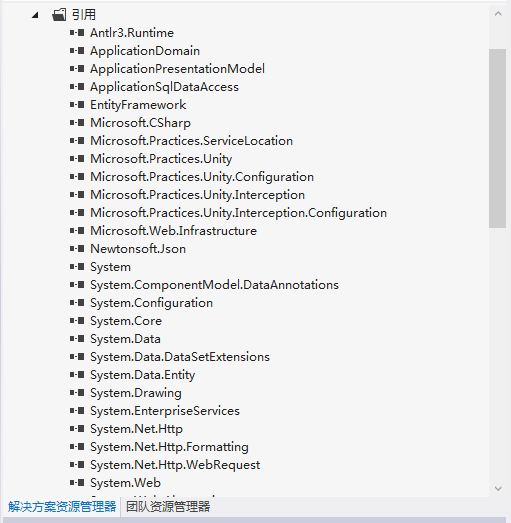 引用
Antlr3.Runtime
ApplicationDomain
ApplicationPresentationModel
ApplicationSqlDataAccess
EntityFramework
Microsoft.CSharp
Microsoft.Practices.ServiceLocation
Microsoft.Practices.Unity
Microsoft.Practices.Unity.Configuration
Microsoft.Practices.Unity.Interception
Microsoft.Practices.Unity.Interception.Configuration
Microsoft.Web.Infrastructure
Newtonsoft.Json
System
System.ComponentModel.DataAnnotations
System.Configuration
System.Core
System.Data
System.Data.DataSetExtensions
System.Data.Entity
System.Drawing
System.EnterpriseServices
System.Net.Http
System.Net.Http.Formatting
System.Net.Http.WebRequest
System.Web
解决方案资源管理器 团队资源管理器